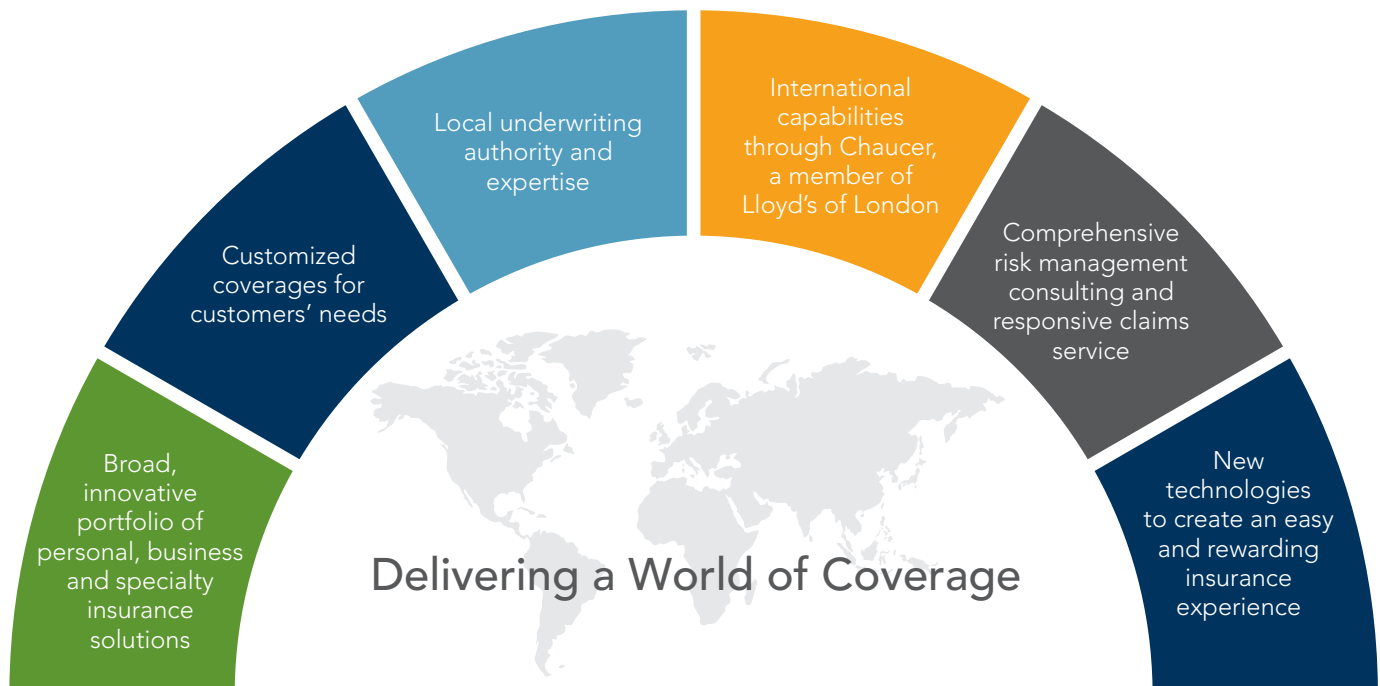 Broad,
innovative
portfolio of
personal, business
and specialty
insurance
solutions
Customized
coverages for
customers’ needs
Local underwriting
authority and
expertise
International
capabilities
through Chaucer,
a member of
Lloyd’s of London
Comprehensive
risk management
consulting and
responsive claims
service
New
technologies
to create an easy
and rewarding
insurance
experience
Delivering a World of Coverage